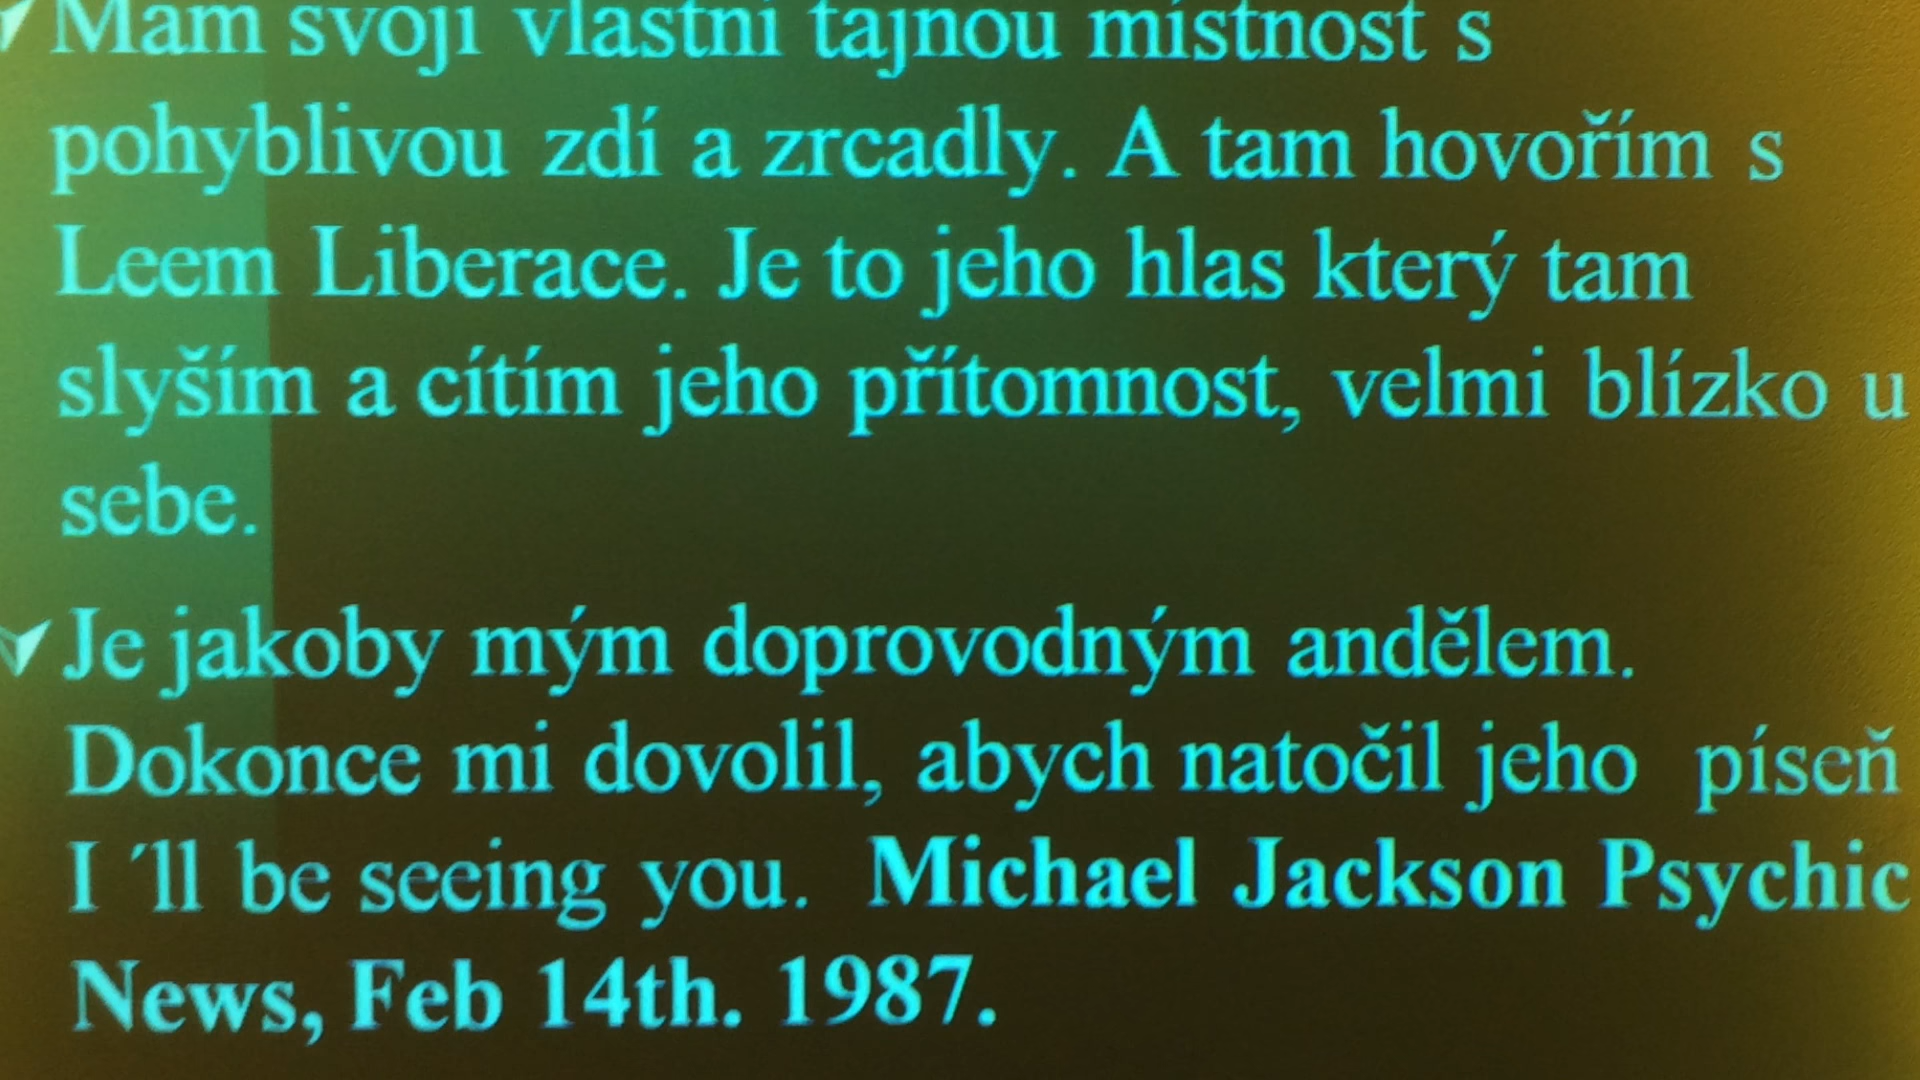 Mám svoji vlastní tajnou místnost s
pohyblivou zdí a zrcadly. A tam hovořím s
Leem Liberace. Je to jeho hlas který tam
slyším a cítím jeho přítomnost, velmi blízko u
sebe.
Je jakoby mým doprovodným andělem.
Dokonce mi dovolil, abych natočil jeho píseň
I ´ll be seeing you. Michael Jackson Psychic
News, Feb 14th. 1987.